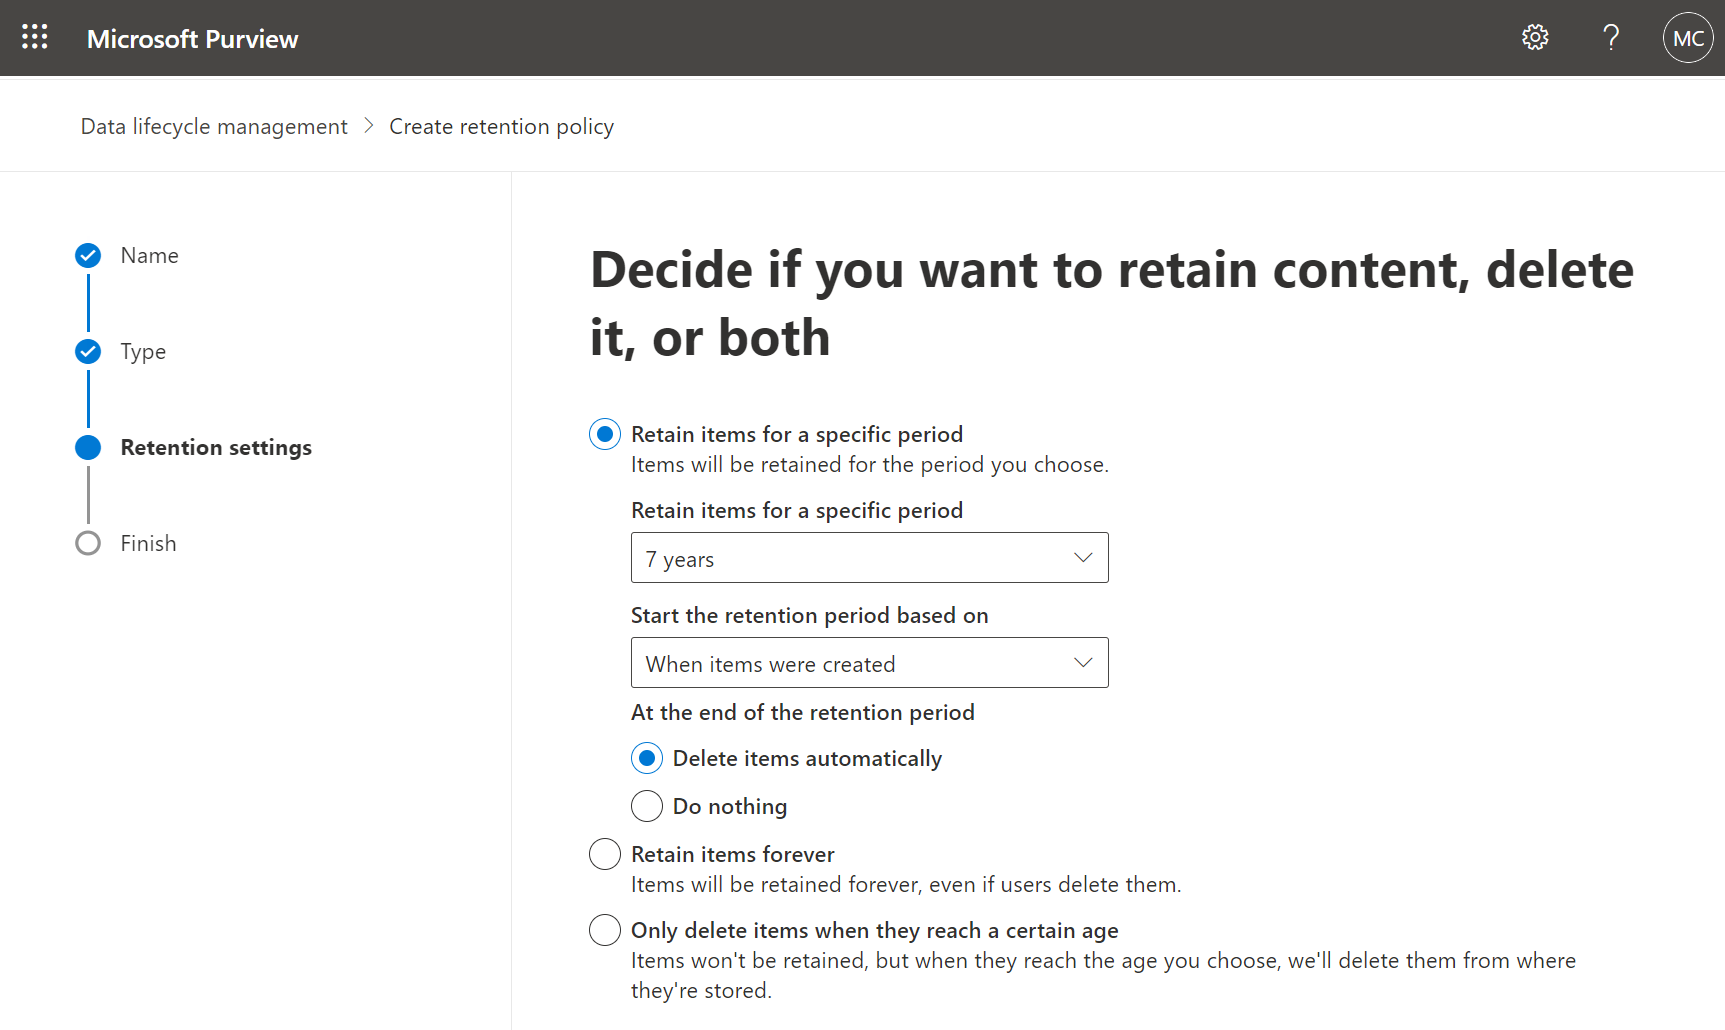 Microsoft Purview
?
MC
Data lifecycle management > Create retention policy
Name
Type
Retention settings
Finish
Decide if you want to retain content, delete
it, or both
Retain items for a specific period
Items will be retained for the period you choose.
Retain items for a specific period
7 years
Start the retention period based on
When items were created
At the end of the retention period
Delete items automatically
Do nothing
Retain items forever
Items will be retained forever, even if users delete them.
Only delete items when they reach a certain age
Items won't be retained, but when they reach the age you choose, we'll delete them from where
they're stored.